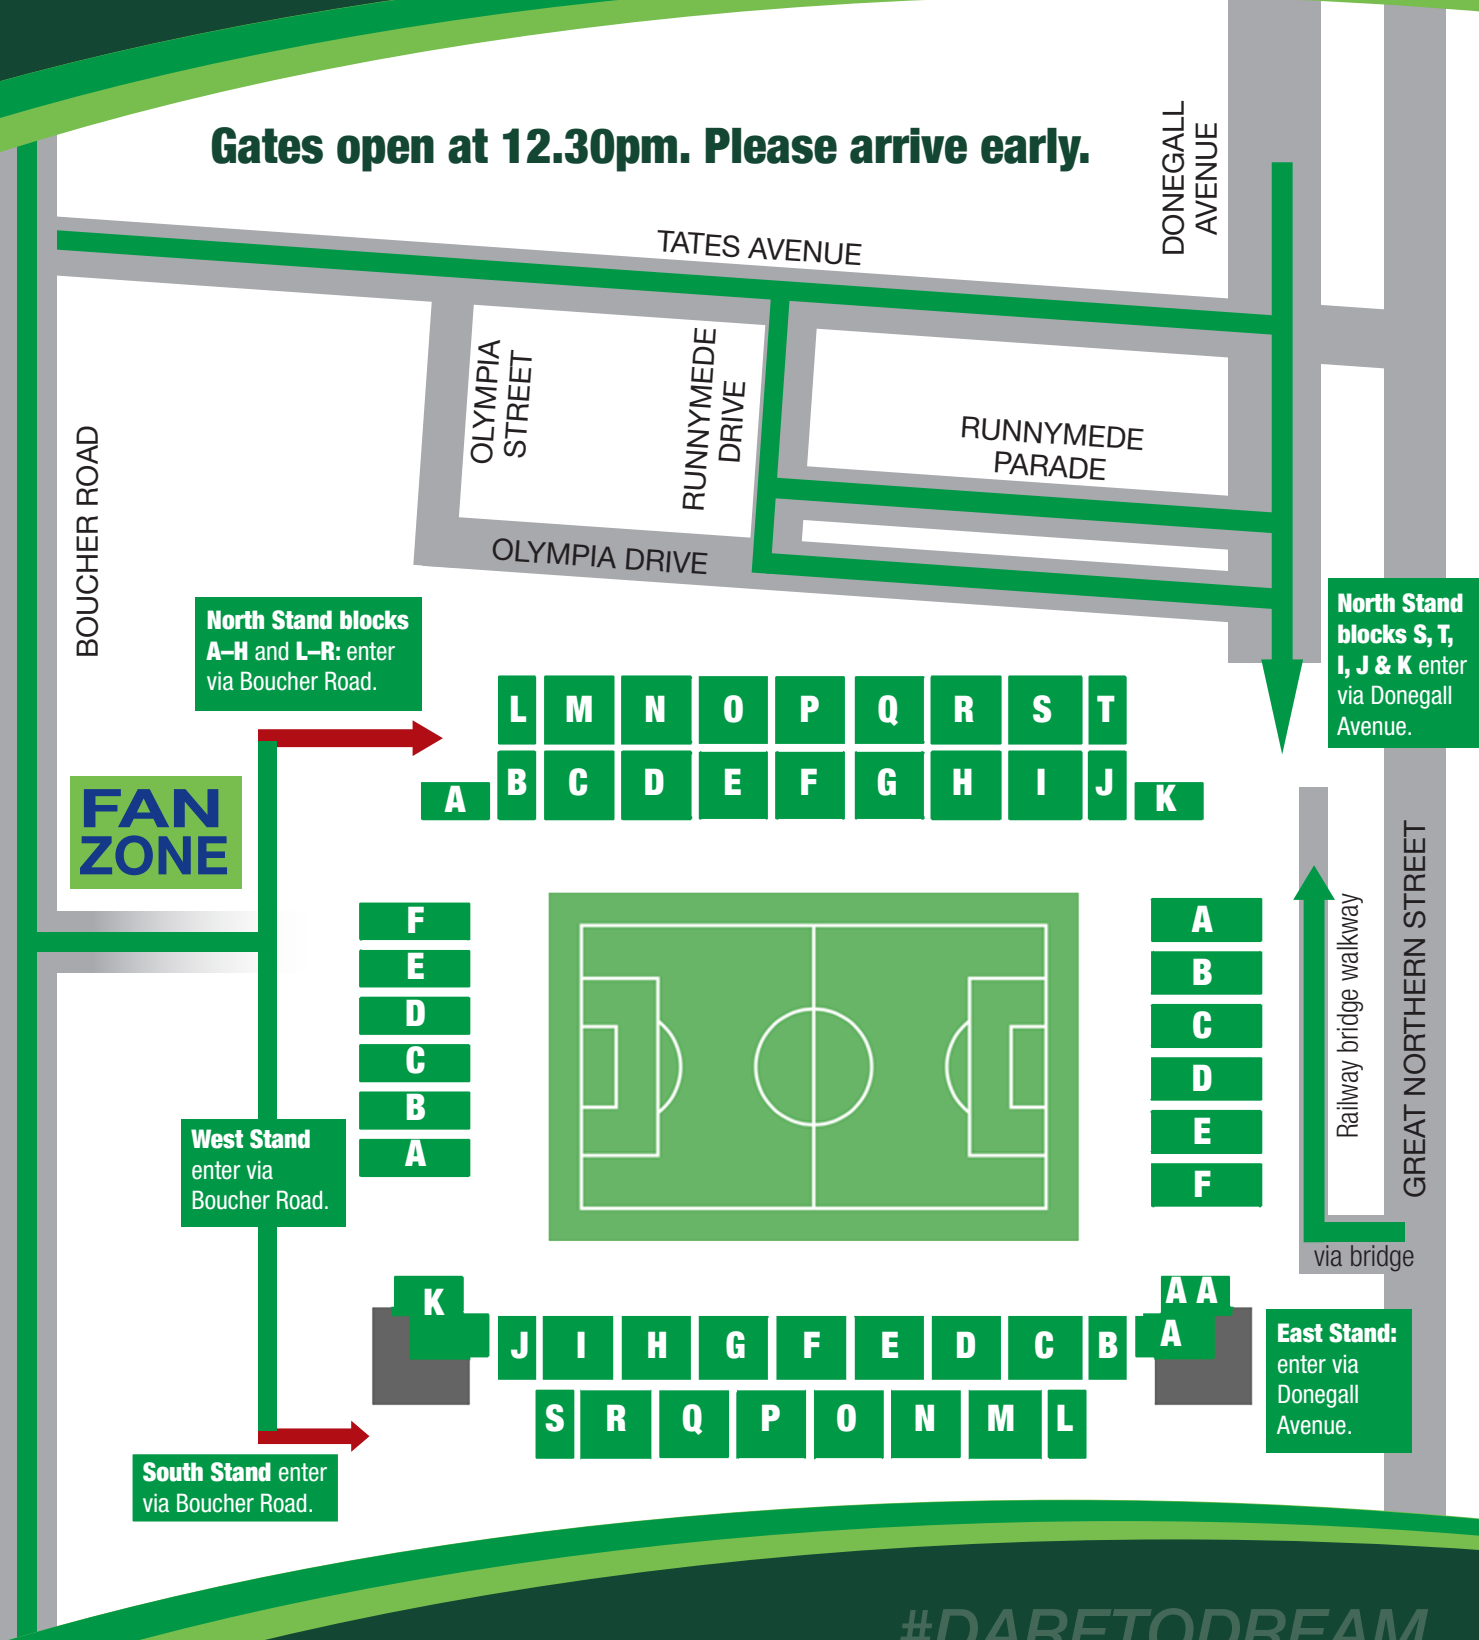 Gates open at 12.30pm. Please arrive early.
DONEGALL
AVENUE
TATES AVENUE
OLYMPIA
STREET
RUNNYMEDE
DRIVE
RUNNYMEDE
PARADE
OLYMPIA DRIVE
BOUCHER ROAD
North Stand blocks
A–H and L–R: enter
via Boucher Road.
North Stand
blocks S, T,
I, J & K enter
via Donegall
Avenue.
L M N O P Q R S T
A B C D E F G H I J K
FAN
ZONE
F
E
D
C
B
A
A
B
C
D
E
F
Railway bridge walkway
GREAT NORTHERN STREET
via bridge
West Stand
enter via
Boucher Road.
K
A A
J I H G F E D C B A
S R Q P O N M L
East Stand:
enter via
Donegall
Avenue.
South Stand enter
via Boucher Road.
#DARETODREAM